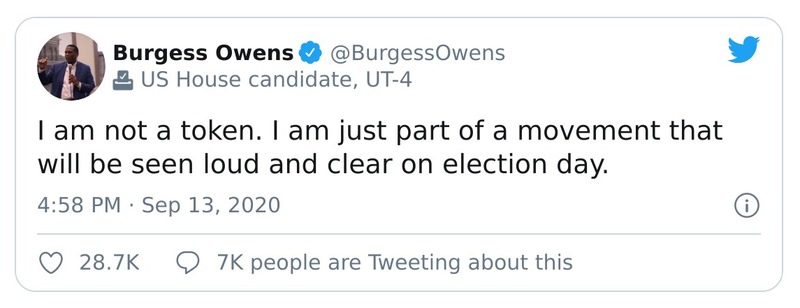 Burgess Owens @BurgessOwens
US House candidate, UT-4
I am not a token. I am just part of a movement that
will be seen loud and clear on election day.
4:58 PM · Sep 13, 2020
28.7K 7K people are Tweeting about this